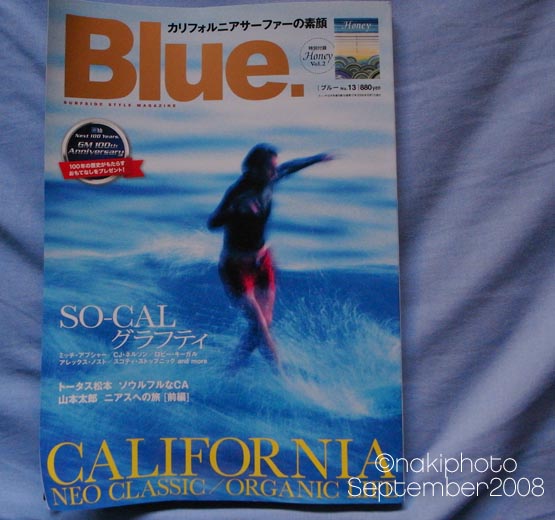 カリフォルニアサーファーの素顔
Blue.
SURFSIDE STYLE MAGAZINE
Honey
特別付録
Honey
Vol.2
[ブルー] No.13 880yen
Next 100 Years
GM 100th
Anniversary
100年の歴史がもたらす
おもてなしをプレゼント!
SO-CAL
グラフティ
ミッチ・アブシャー/CJ・ネルソン/ロビー・キーガル
アレックス・ノスト/スコティ・ストップニック and more
トータス松本 ソウルフルなCA
山本太郎 ニアスへの旅[前編]
CALIFORNIA
NEO CLASSIC/ORGANIC
©nakiphoto
September2008